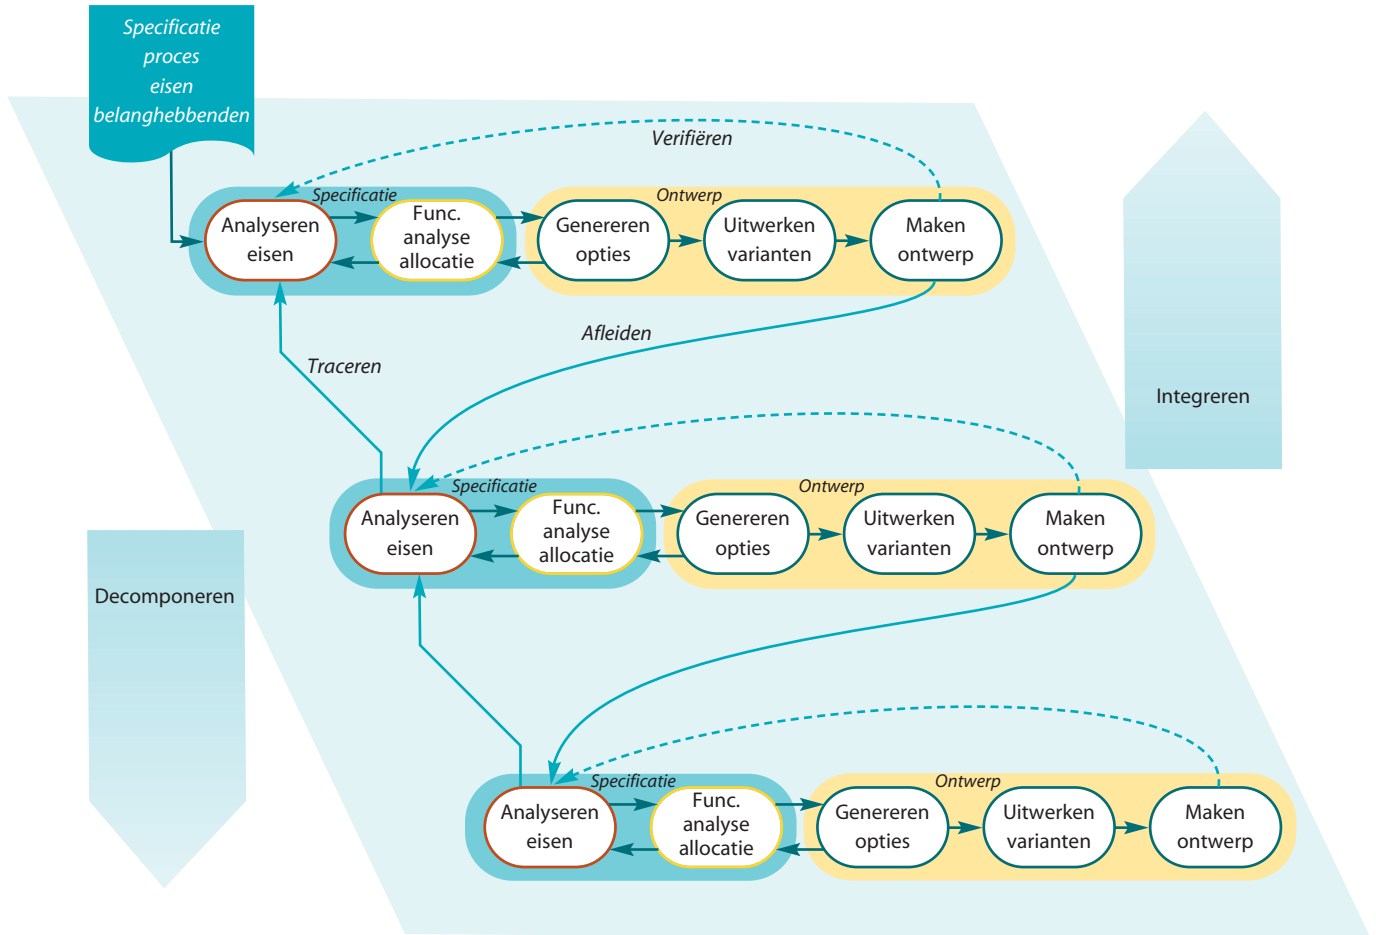 Specificatie
proces
eisen
belanghebbenden
Verifiëren
Specificatie
Ontwerp
Analyseren
eisen
Func.
analyse
allocatie
Genereren
opties
Uitwerken
varianten
Maken
ontwerp
Afleiden
Traceren
Integreren
Specificatie
Ontwerp
Analyseren
eisen
Func.
analyse
allocatie
Genereren
opties
Uitwerken
varianten
Maken
ontwerp
Decomponeren
Specificatie
Ontwerp
Analyseren
eisen
Func.
analyse
allocatie
Genereren
opties
Uitwerken
varianten
Maken
ontwerp